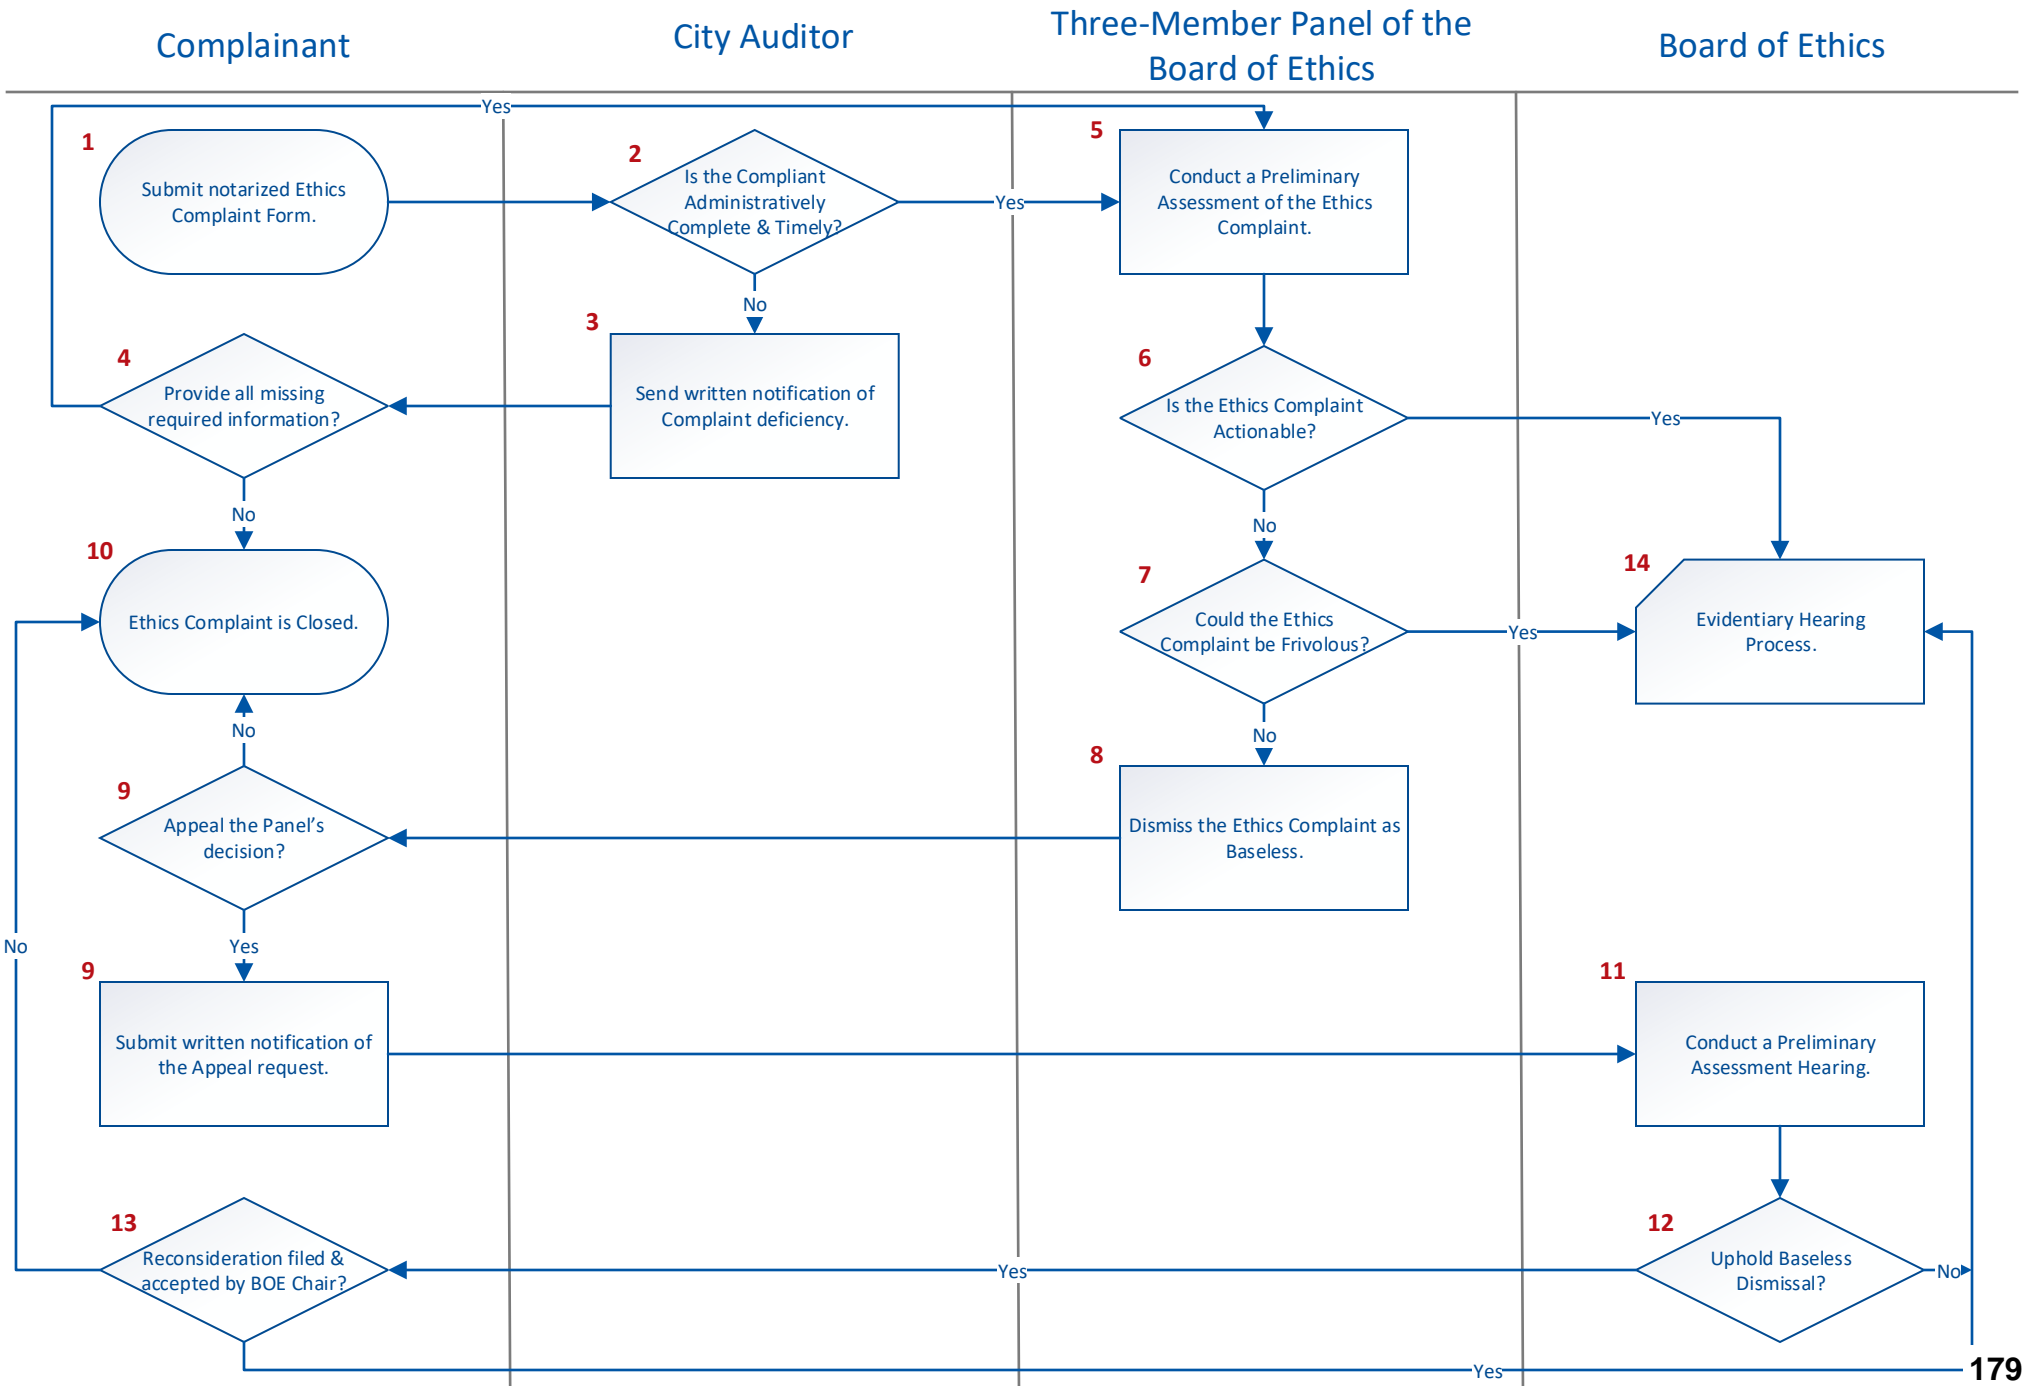 Complainant
City Auditor
Three-Member Panel of the
Board of Ethics
Board of Ethics
Yes
1
Submit notarized Ethics
Complaint Form.
2
Is the Compliant
Administratively
Complete & Timely?
Yes
5
Conduct a Preliminary
Assessment of the Ethics
Complaint.
No
3
Send written notification of
Complaint deficiency.
4
Provide all missing
required information?
No
6
Is the Ethics Complaint
Actionable?
Yes
No
10
Ethics Complaint is Closed.
7
Could the Ethics
Complaint be Frivolous?
Yes
14
Evidentiary Hearing
Process.
No
No
8
Dismiss the Ethics Complaint as
Baseless.
9
Appeal the Panel’s
decision?
Yes
No
9
Submit written notification of
the Appeal request.
11
Conduct a Preliminary
Assessment Hearing.
12
Uphold Baseless
Dismissal?
No
Yes
13
Reconsideration filed &
accepted by BOE Chair?
Yes
179